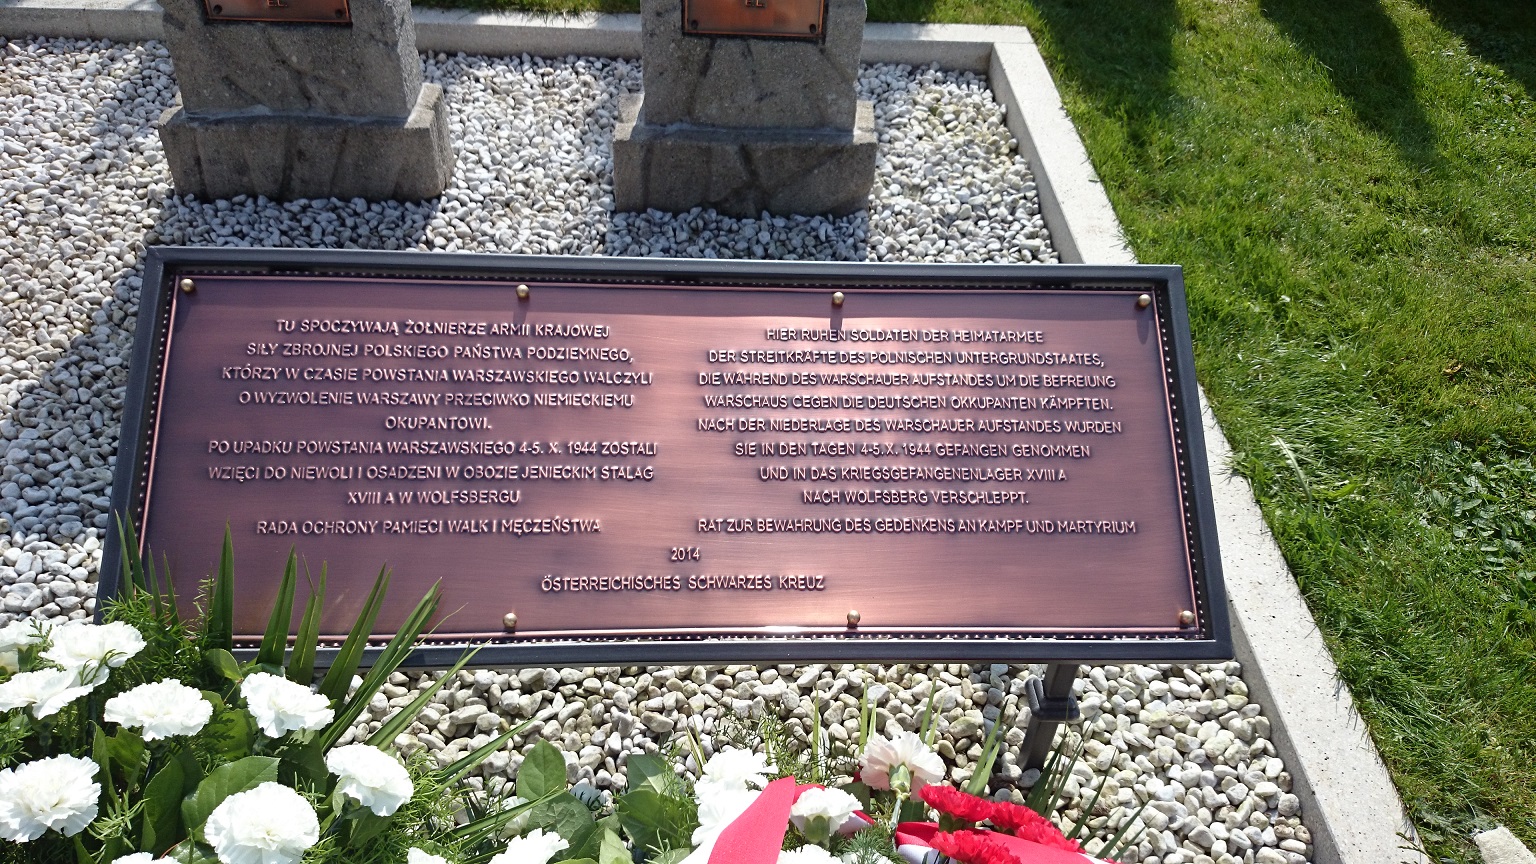 TU SPOCZYWAJĄ ŻOŁNIERZE ARMII KRAJOWEJ
SIŁY ZBROJNEJ POLSKIEGO PAŃSTWA PODZIEMNEGO,
KTÓRZY W CZASIE POWSTANIA WARSZAWSKIEGO WALCZYLI
O WYZWOLENIE WARSZAWY PRZECIWKO NIEMIECKIEMU
OKUPANTOWI.
PO UPADKU POWSTANIA WARSZAWSKIEGO 4-5. X. 1944 ZOSTALI
WZIĘCI DO NIEWOLI I OSADZENI W OBOZIE JENIECKIM STALAG
XVIII A W WOLFSBERGU
RADA OCHRONY PAMIECI WALK I MĘCZEŃSTWA
HIER RUHEN SOLDATEN DER HEIMATARMEE
DER STREITKRÄFTE DES POLNISCHEN UNTERGRUNDSTAATES,
DIE WÄHREND DES WARSCHAUER AUFSTANDES UM DIE BEFREIUNG
WARSCHAUS GEGEN DIE DEUTSCHEN OKKUPANTEN KÄMPFTEN.
NACH DER NIEDERLAGE DES WARSCHAUER AUFSTANDES WURDEN
SIE IN DEN TAGEN 4-5.X. 1944 GEFANGEN GENOMMEN
UND IN DAS KRIEGSGEFANGENENLAGER XVIII A
NACH WOLFSBERG VERSCHLEPPT.
RAT ZUR BEWAHRUNG DES GEDENKENS AN KAMPF UND MARTYRIUM
2014
ÖSTERREICHISCHES SCHWARZES KREUZ